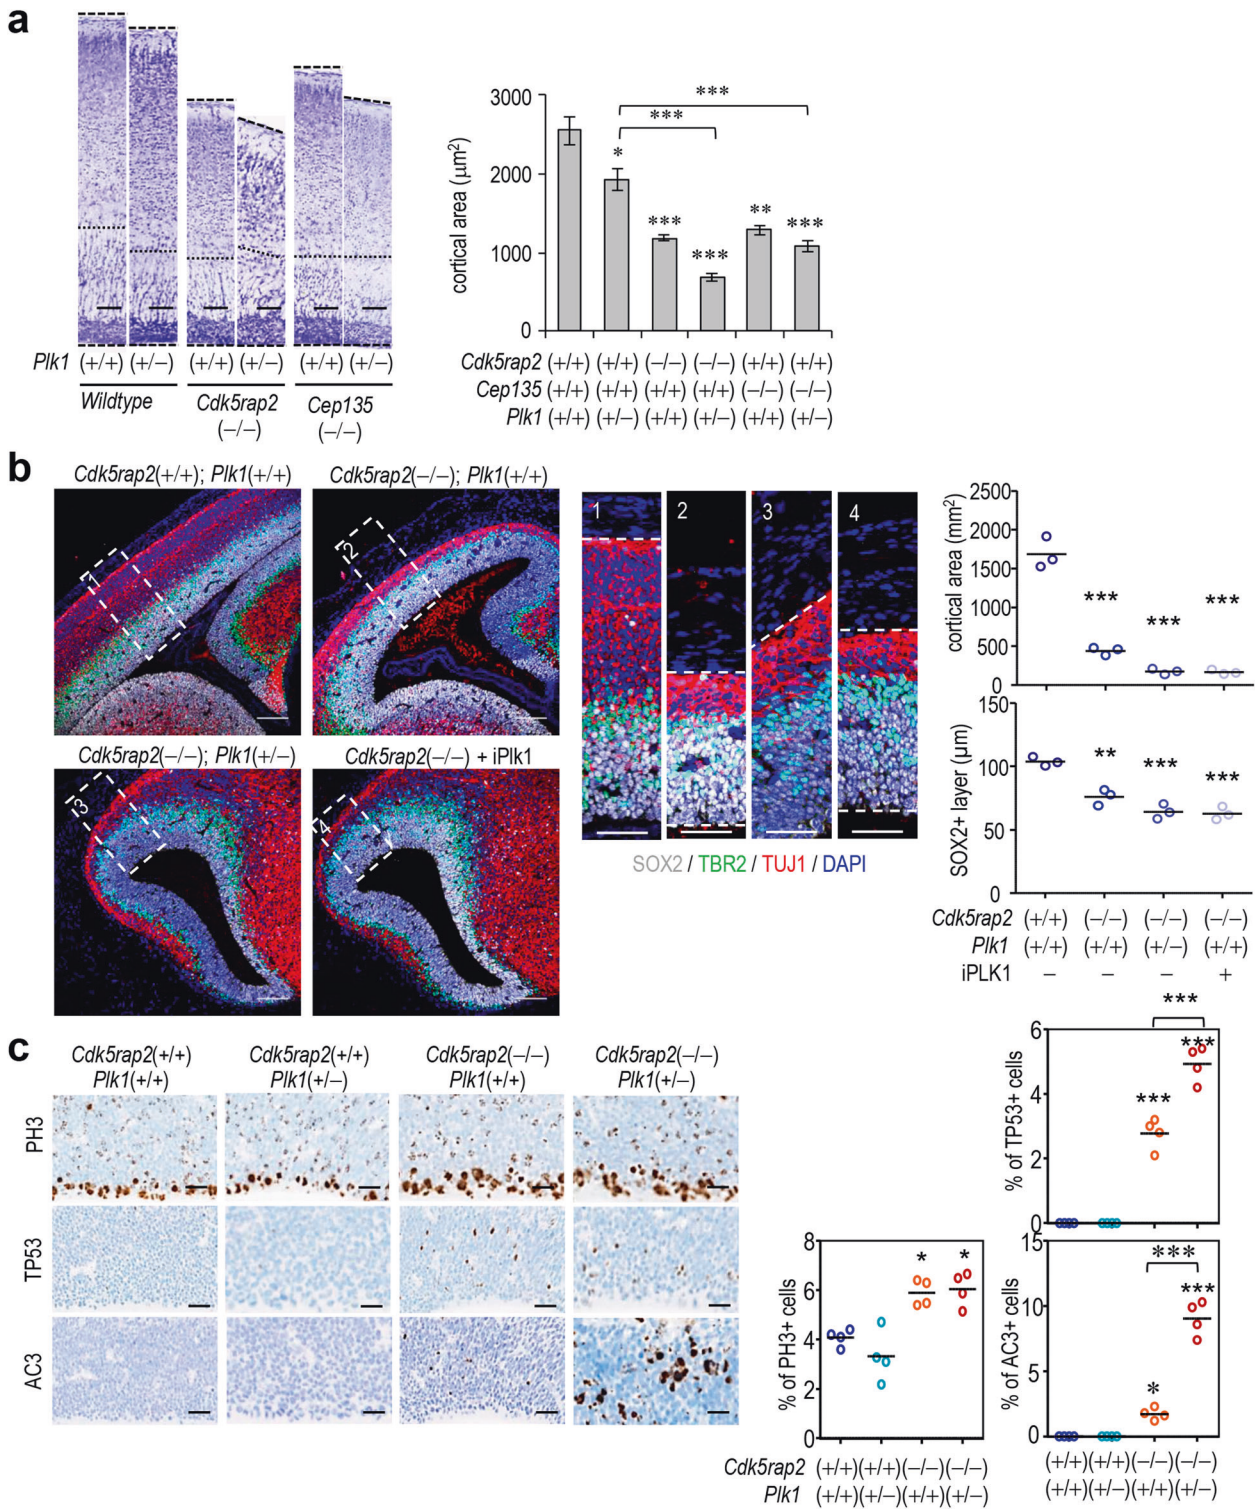 a
3000
2000
1000
0
cortical area (μm²)
***
***
*
***
***
**
***
Plk1 (+/+) (+/−) (+/+) (+/−) (+/+) (+/−)
Wildtype Cdk5rap2 (−/−) Cep135 (−/−)
Cdk5rap2 (+/+) (+/+) (−/−) (−/−) (+/+) (+/+)
Cep135 (+/+) (+/+) (+/+) (+/+) (−/−) (−/−)
Plk1 (+/+) (+/−) (+/+) (+/−) (+/+) (+/−)
b
Cdk5rap2(+/+); Plk1(+/+)
Cdk5rap2(−/−); Plk1(+/+)
1
2
Cdk5rap2(−/−); Plk1(+/−)
Cdk5rap2(−/−) + iPlk1
3
4
1 2 3 4
SOX2 / TBR2 / TUJ1 / DAPI
cortical area (mm²)
2500
2000
1500
1000
500
0
*** *** ***
SOX2+ layer (μm)
150
100
50
0
** *** ***
Cdk5rap2 (+/+) (−/−) (−/−) (−/−)
Plk1 (+/+) (+/+) (+/−) (+/+)
iPLK1 − − − +
c
Cdk5rap2(+/+) Cdk5rap2(+/+) Cdk5rap2(−/−) Cdk5rap2(−/−)
Plk1(+/+) Plk1(+/−) Plk1(+/+) Plk1(+/−)
PH3
TP53
AC3
% of PH3+ cells
8
6
4
2
0
* *
Cdk5rap2 (+/+)(+/+)(−/−)(−/−)
Plk1 (+/+)(+/−)(+/+)(+/−)
% of TP53+ cells
6
4
2
0
***
***
***
% of AC3+ cells
15
10
5
0
***
***
*
(+/+)(+/+)(−/−)(−/−)
(+/+)(+/−)(+/+)(+/−)